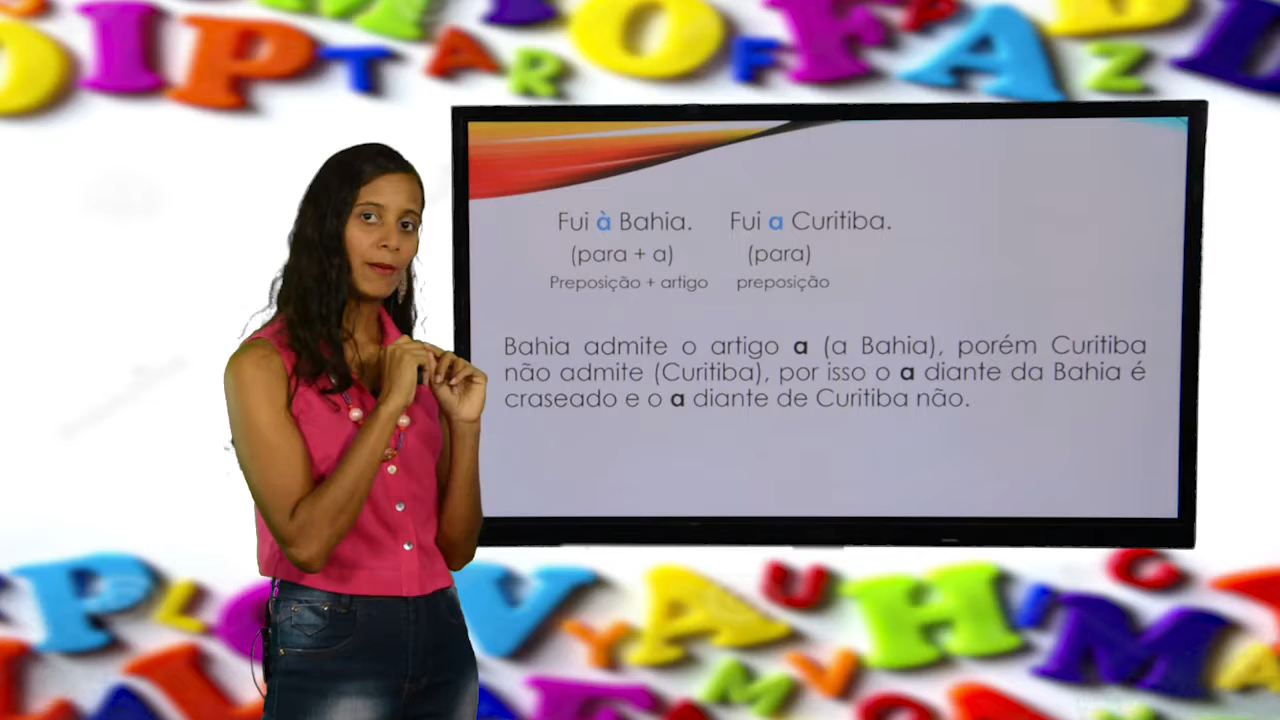 Fui à Bahia. Fui a Curitiba.
(para + a) (para)
Preposição + artigo preposição
Bahia admite o artigo a (a Bahia), porém Curitiba
não admite (Curitiba), por isso o a diante da Bahia é
craseado e o a diante de Curitiba não.